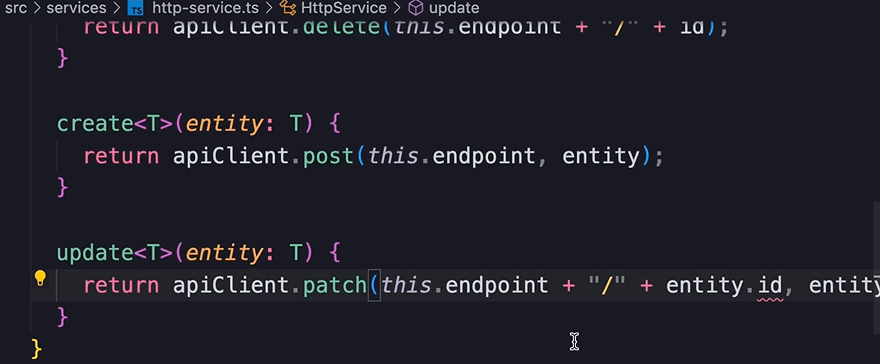 src > services > TS http-service.ts > HttpService > update
return apiClient.delete(this.endpoint + "/" + id);
}
create<T>(entity: T) {
return apiClient.post(this.endpoint, entity);
}
update<T>(entity: T) {
return apiClient.patch(this.endpoint + "/" + entity.id, entity
}
}